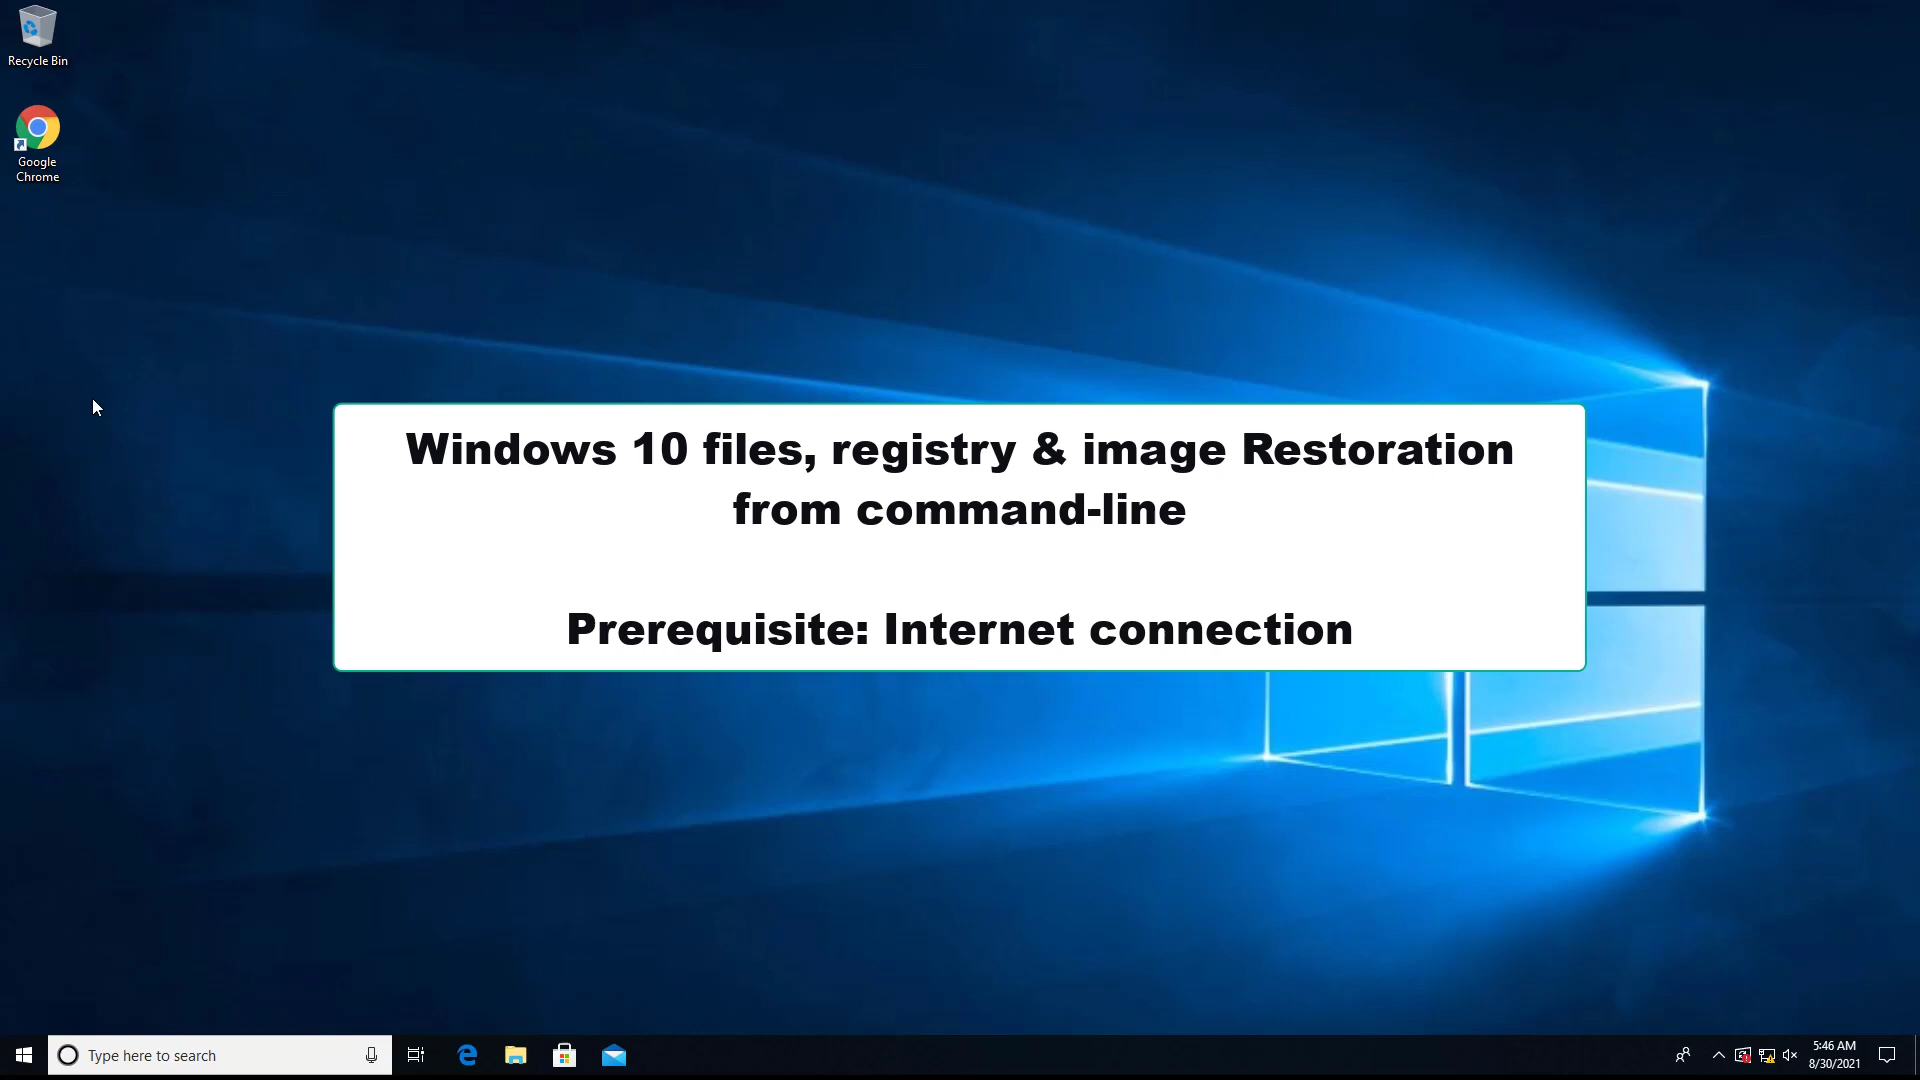 Recycle Bin
Google
Chrome
Windows 10 files, registry & image Restoration
from command-line
Prerequisite: Internet connection
Type here to search
5:46 AM
8/30/2021